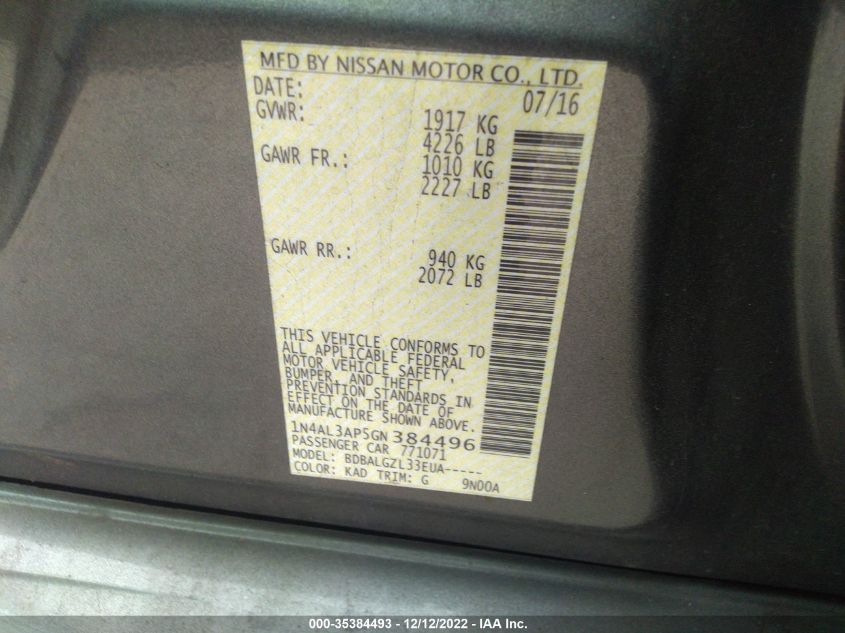 MFD BY NISSAN MOTOR CO., LTD.
DATE: 07/16
GVWR: 1917 KG
4226 LB
GAWR FR.: 1010 KG
2227 LB
GAWR RR.: 940 KG
2072 LB
THIS VEHICLE CONFORMS TO
ALL APPLICABLE FEDERAL
MOTOR VEHICLE SAFETY,
BUMPER, AND THEFT
PREVENTION STANDARDS IN
EFFECT ON THE DATE OF
MANUFACTURE SHOWN ABOVE.
1N4AL3AP5GN384496
PASSENGER CAR 771071
MODEL: BDBALGZL33EUA-----
COLOR: KAD TRIM: G 9N00A
000-35384493 - 12/12/2022 - IAA Inc.